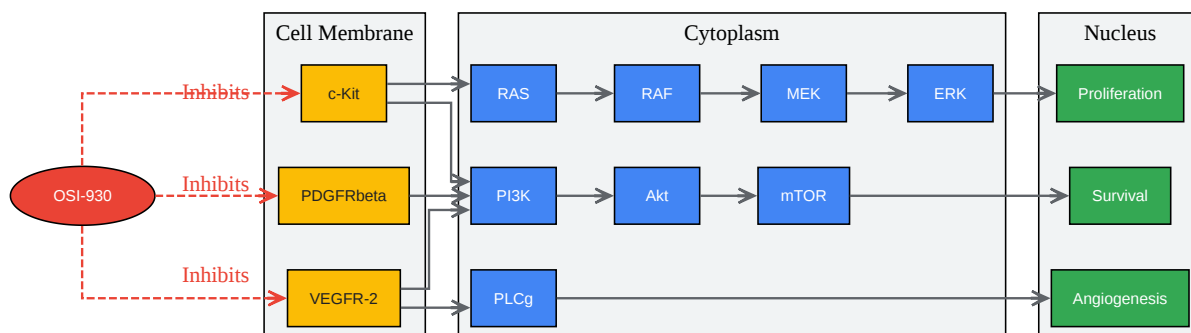 Cell Membrane
Cytoplasm
Nucleus
Inhibits
c-Kit
RAS
RAF
MEK
ERK
Proliferation
OSI-930
Inhibits
PDGFRbeta
PI3K
Akt
mTOR
Survival
Inhibits
VEGFR-2
PLCg
Angiogenesis